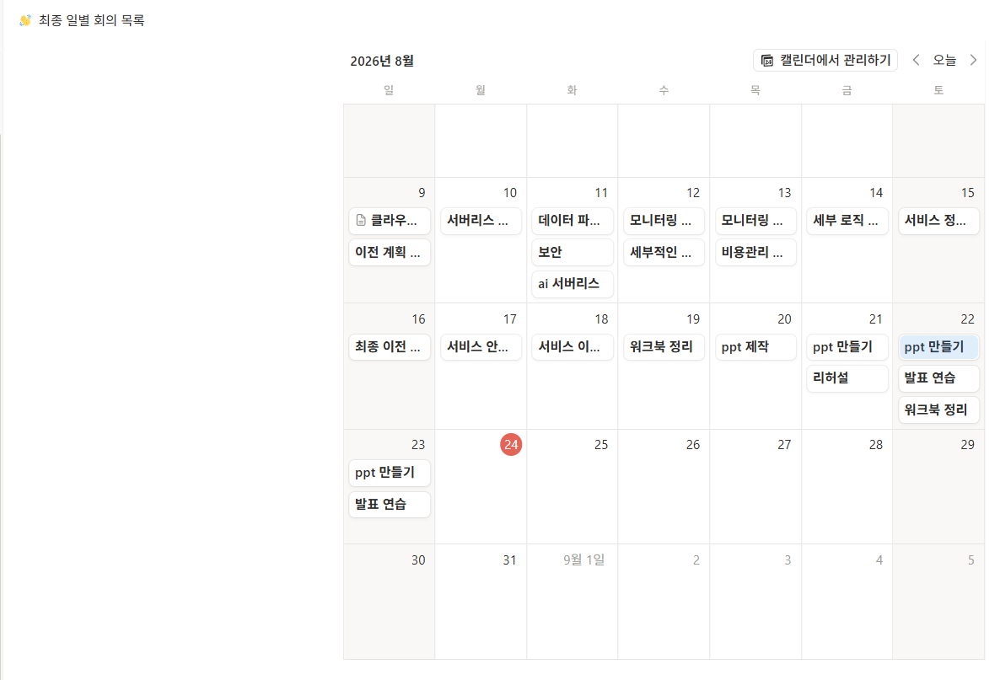 👋 최종 일별 회의 목록
2026년 8월
캘린더에서 관리하기
오늘
일 월 화 수 목 금 토
9 10 11 12 13 14 15
클라우... 서버리스 ... 데이터 파... 모니터링 ... 모니터링 ... 세부 로직 ... 서비스 정...
이전 계획 ... 보안 세부적인 ... 비용관리 ...
ai 서버리스
16 17 18 19 20 21 22
최종 이전 ... 서비스 안... 서비스 이... 워크북 정리 ppt 제작 ppt 만들기 ppt 만들기
리허설 발표 연습
워크북 정리
23 24 25 26 27 28 29
ppt 만들기
발표 연습
30 31 9월 1일 2 3 4 5